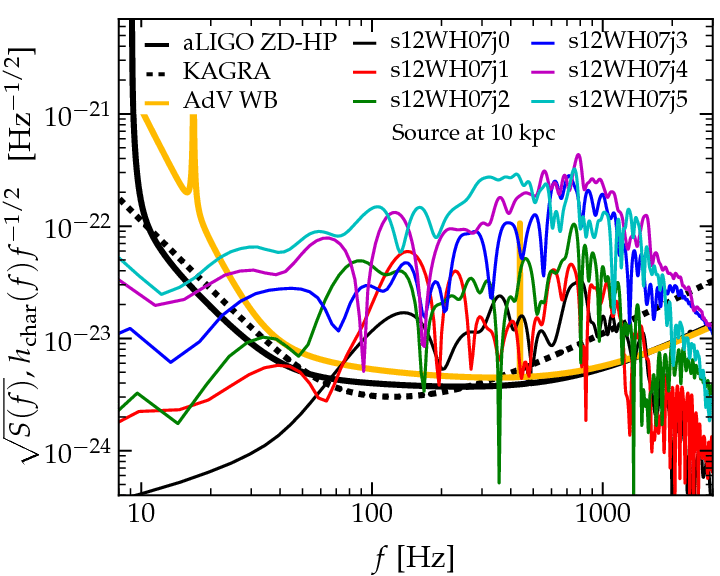 aLIGO ZD-HP
KAGRA
AdV WB
s12WH07j0
s12WH07j1
s12WH07j2
s12WH07j3
s12WH07j4
s12WH07j5
Source at 10 kpc
√S(f), h_char(f) f^{−1/2} [Hz^{−1/2}]
10^{−21}
10^{−22}
10^{−23}
10^{−24}
10 100 1000
f [Hz]